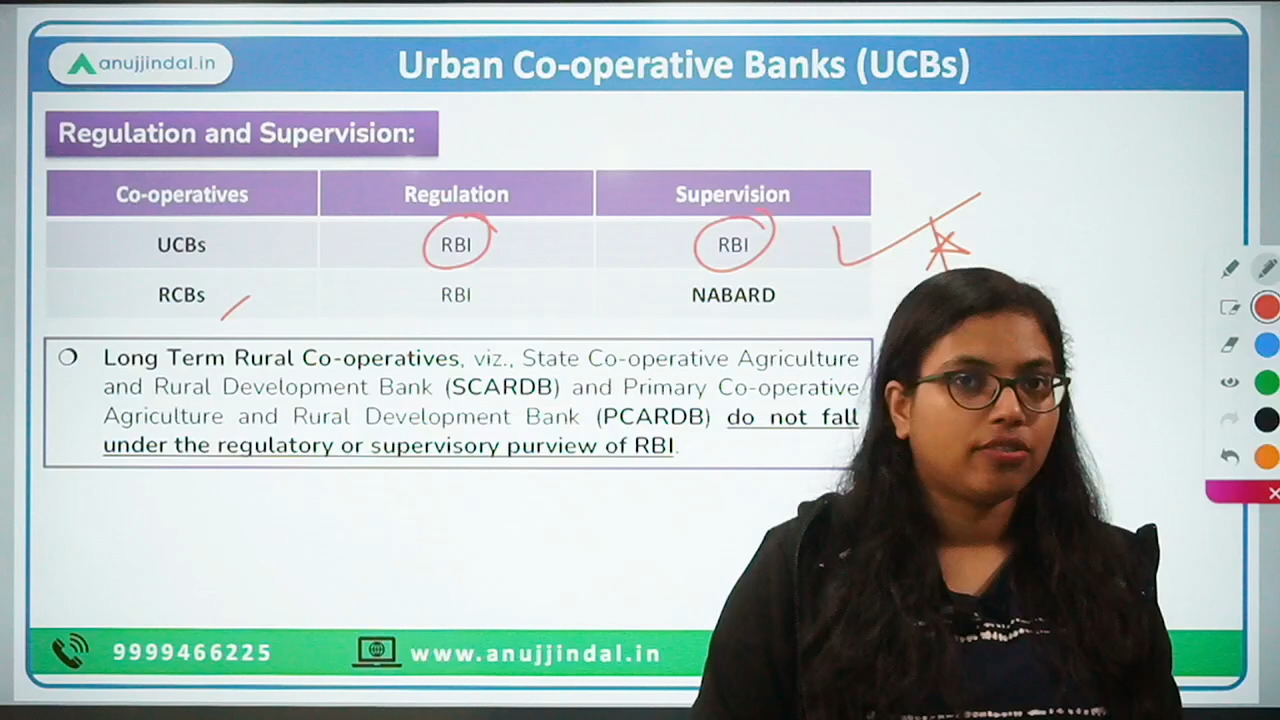 anujjindal.in
Urban Co-operative Banks (UCBs)
Regulation and Supervision:
Co-operatives Regulation Supervision
UCBs RBI RBI
RCBs RBI NABARD
Long Term Rural Co-operatives, viz., State Co-operative Agriculture
and Rural Development Bank (SCARDB) and Primary Co-operative
Agriculture and Rural Development Bank (PCARDB) do not fall
under the regulatory or supervisory purview of RBI.
9999466225 www.anujjindal.in